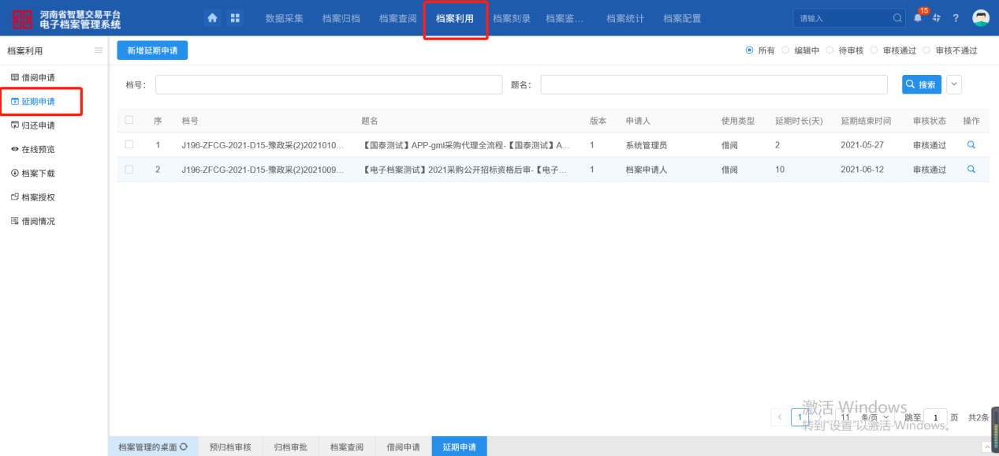 河南省智慧交易平台
电子档案管理系统
数据采集 档案归档 档案查阅 档案利用 档案刻录 档案鉴... 档案统计 档案配置
请输入
15
?
档案利用
借阅申请
延期申请
归还申请
在线预览
档案下载
档案授权
借阅情况
新增延期申请
所有 编辑中 待审核 审核通过 审核不通过
档号: 题名: 搜索
序 档号 题名 版本 申请人 使用类型 延期时长(天) 延期结束时间 审核状态 操作
1 J196-ZFCG-2021-D15-豫政采(2)2021010... 【国泰测试】APP-gml采购代理全流程-【国泰测试】A... 1 系统管理员 借阅 2 2021-05-27 审核通过
2 J196-ZFCG-2021-D15-豫政采(2)2021009... 【电子档案测试】2021采购公开招标资格后审-【电子... 1 档案申请人 借阅 10 2021-06-12 审核通过
1 11 条/页 跳至 1 页 共2条
激活 Windows
转到"设置"以激活 Windows。
档案管理的桌面 预归档审核 归档审批 档案查阅 借阅申请 延期申请